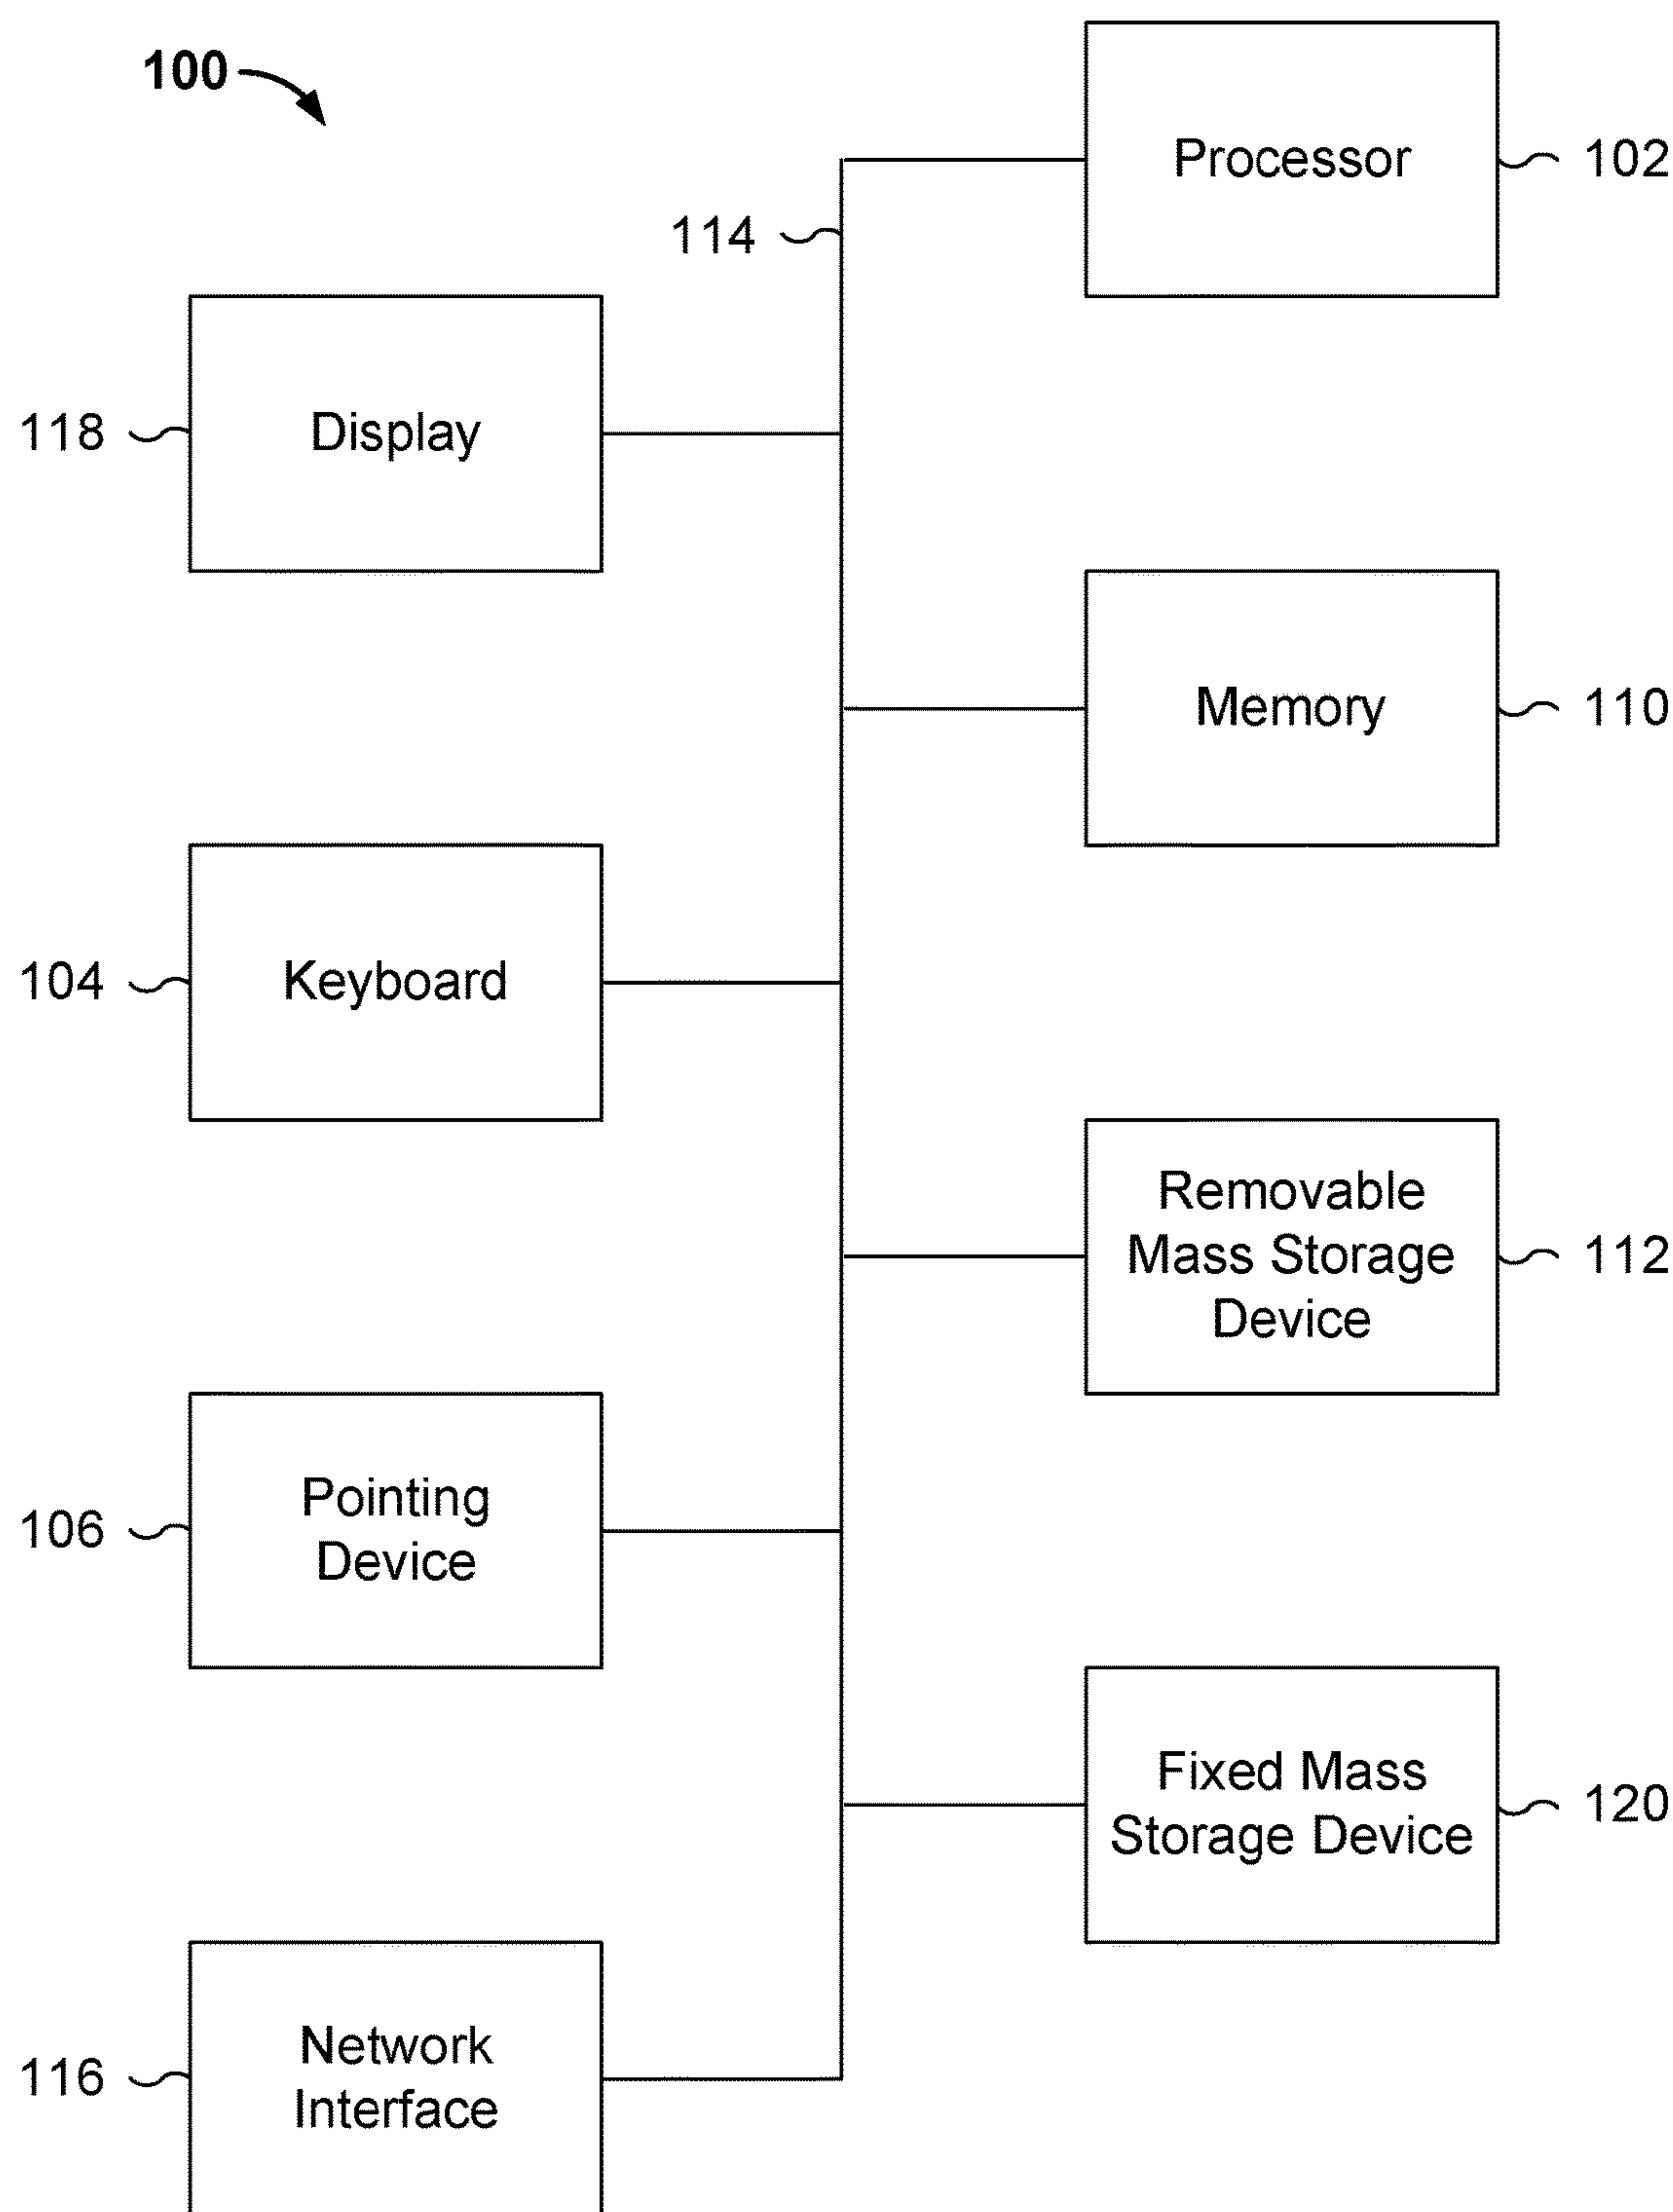 100
Processor
102
114
118
Display
Memory
110
104
Keyboard
Removable
Mass Storage
Device
112
106
Pointing
Device
Fixed Mass
Storage Device
120
116
Network
Interface